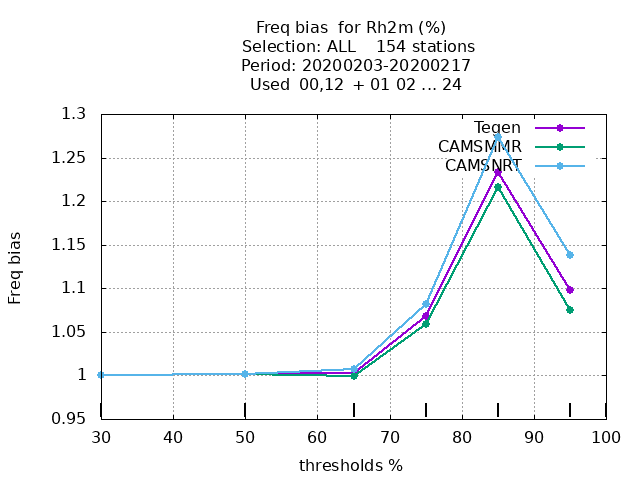 Freq bias  for Rh2m (%)
Selection: ALL    154 stations
Period: 20200203-20200217
Used  00,12  + 01 02 ... 24
1.3
1.25
1.2
1.15
1.1
1.05
1
0.95
Freq bias
Tegen
CAMSMMR
CAMSNRT
30 40 50 60 70 80 90 100
thresholds %